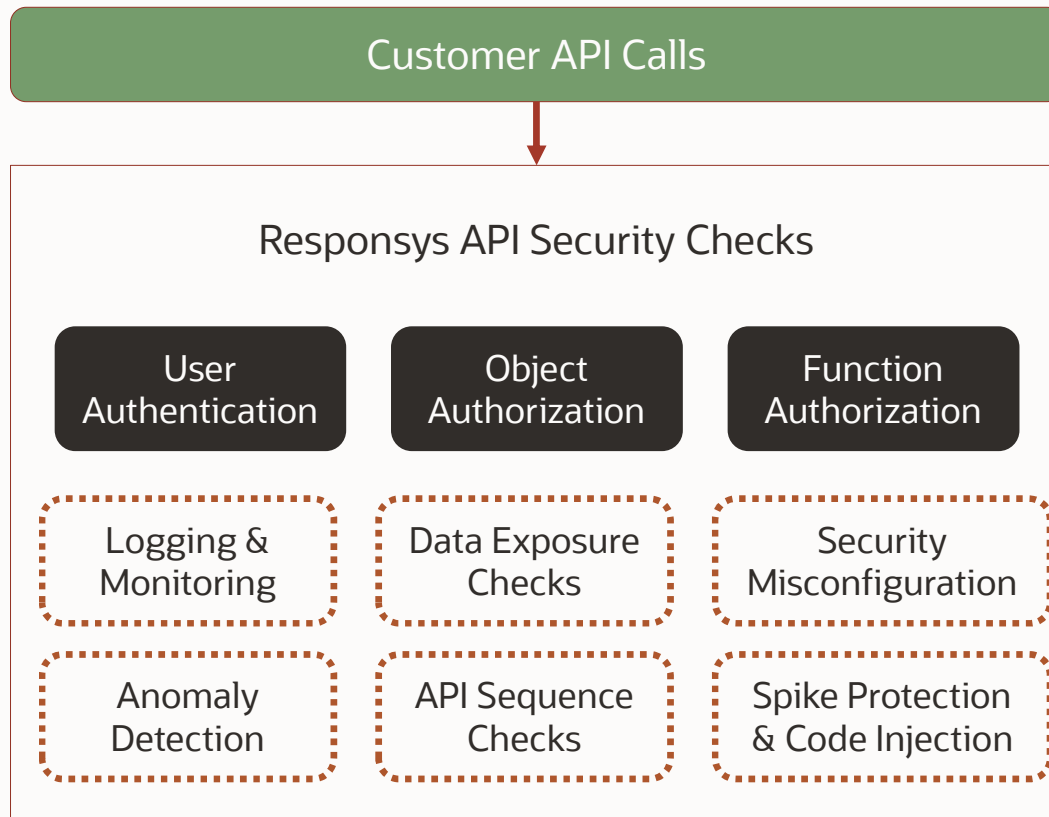 Customer API Calls
Responsys API Security Checks
User
Authentication
Object
Authorization
Function
Authorization
Logging &
Monitoring
Data Exposure
Checks
Security
Misconfiguration
Anomaly
Detection
API Sequence
Checks
Spike Protection
& Code Injection